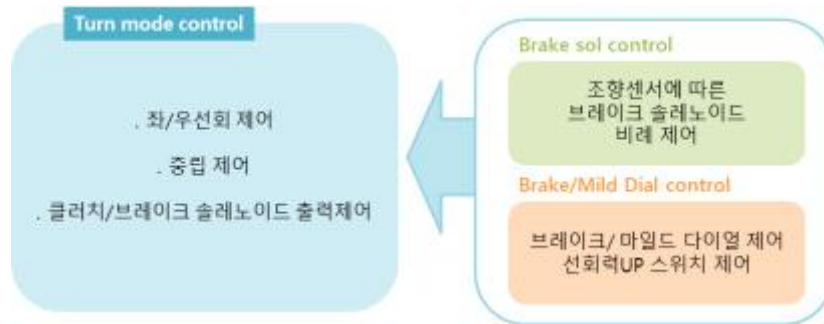 Turn mode control
. 좌/우선회 제어
. 중립 제어
. 클러치/브레이크 솔레노이드 출력제어
Brake sol control
조향센서에 따른
브레이크 솔레노이드
비례 제어
Brake/Mild Dial control
브레이크/ 마일드 다이얼 제어
선회력UP 스위치 제어